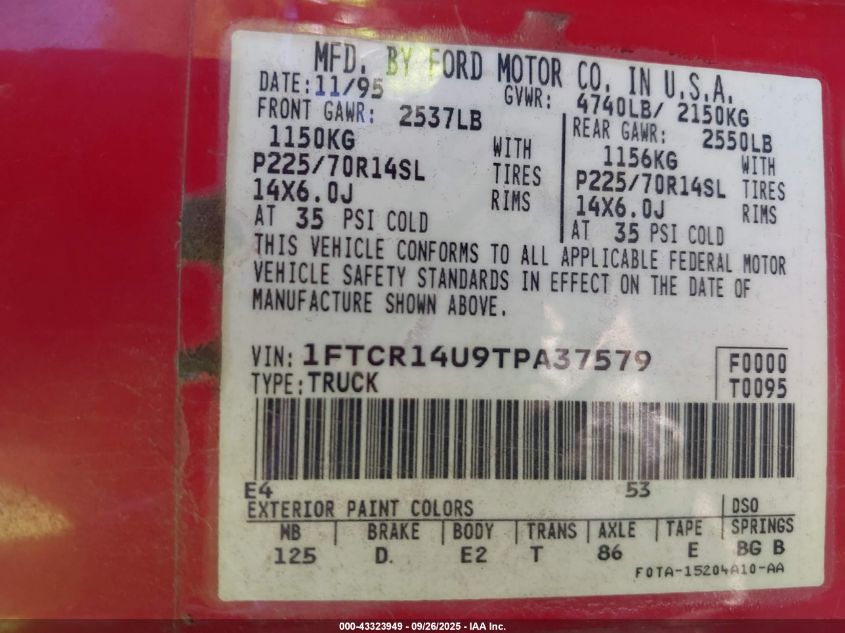 MFD. BY FORD MOTOR CO. IN U.S.A.
DATE: 11/95 GVWR: 4740LB/ 2150KG
FRONT GAWR: 2537LB
1150KG WITH
P225/70R14SL TIRES
14X6.0J RIMS
AT 35 PSI COLD
REAR GAWR: 2550LB
1156KG WITH
P225/70R14SL TIRES
14X6.0J RIMS
AT 35 PSI COLD
THIS VEHICLE CONFORMS TO ALL APPLICABLE FEDERAL MOTOR
VEHICLE SAFETY STANDARDS IN EFFECT ON THE DATE OF
MANUFACTURE SHOWN ABOVE.
VIN: 1FTCR14U9TPA37579 F0000
TYPE: TRUCK T0095
E4 53
EXTERIOR PAINT COLORS DSO
WB BRAKE BODY TRANS AXLE TAPE SPRINGS
125 D. E2 T 86 E BG B
F0TA-15204A10-AA
000-43323949 - 09/26/2025 - IAA Inc.